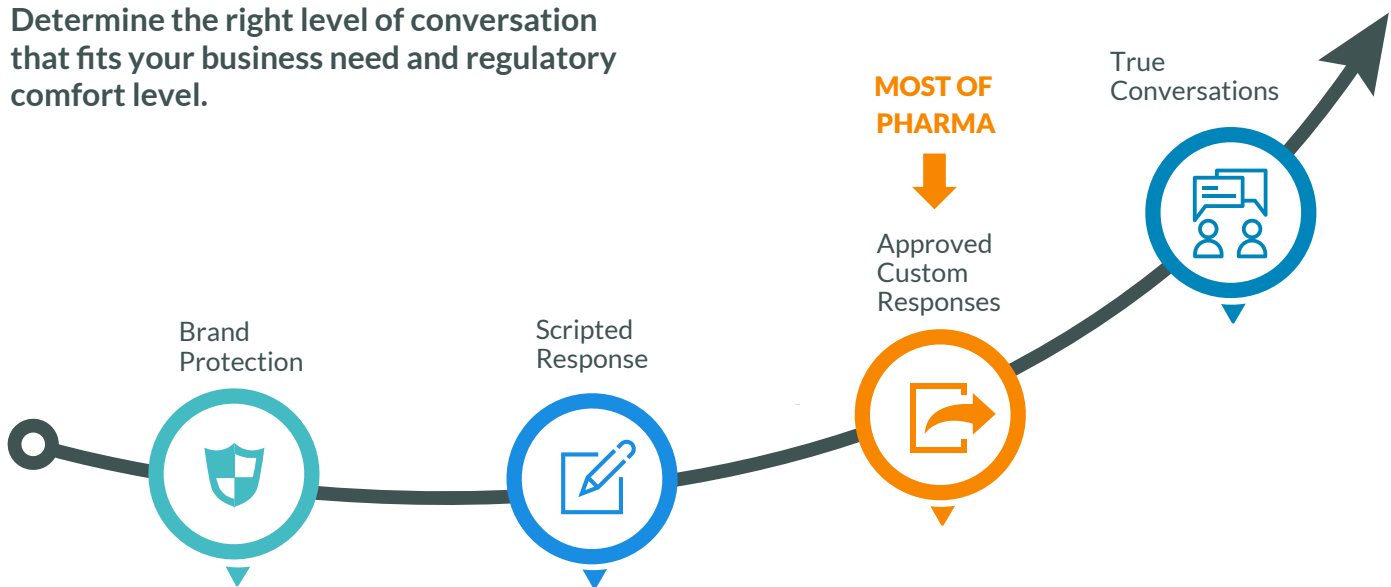 Determine the right level of conversation
that fits your business need and regulatory
comfort level.
MOST OF
PHARMA
True
Conversations
Approved
Custom
Responses
Brand
Protection
Scripted
Response